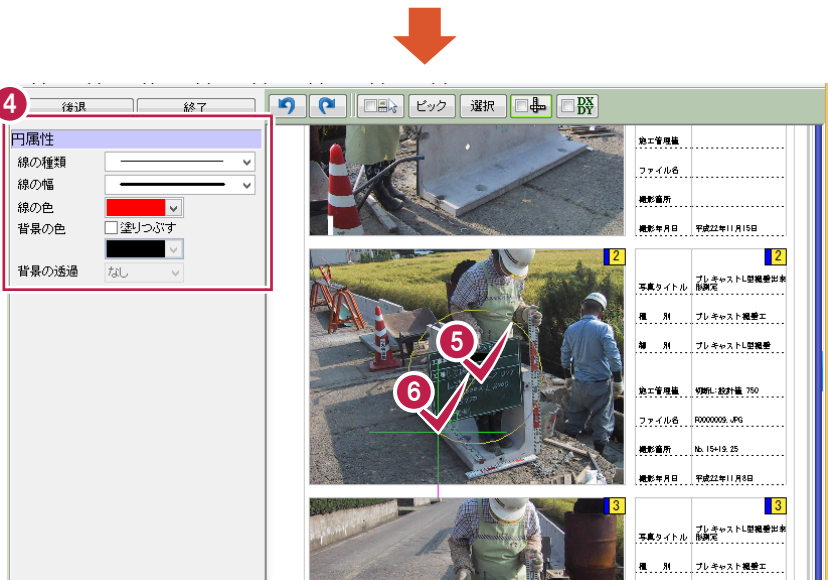 4
後退 終了 ピック 選択 DX
DY
円属性
線の種類
線の幅
線の色
背景の色 塗りつぶす
背景の透過 なし
施工管理値
ファイル名
撮影箇所
撮影年月日 平成22年11月15日
2 2
写真タイトル プレキャストL型擁壁出来
形測定
種 別 プレキャスト擁壁工
細 別 プレキャストL型擁壁
5
6
施工管理値 切断L:設計値 750
ファイル名 P0000009.JPG
撮影箇所 No.15+19.25
撮影年月日 平成22年11月8日
3 3
写真タイトル プレキャストL型擁壁出来
形測定
種 別 プレキャスト擁壁工